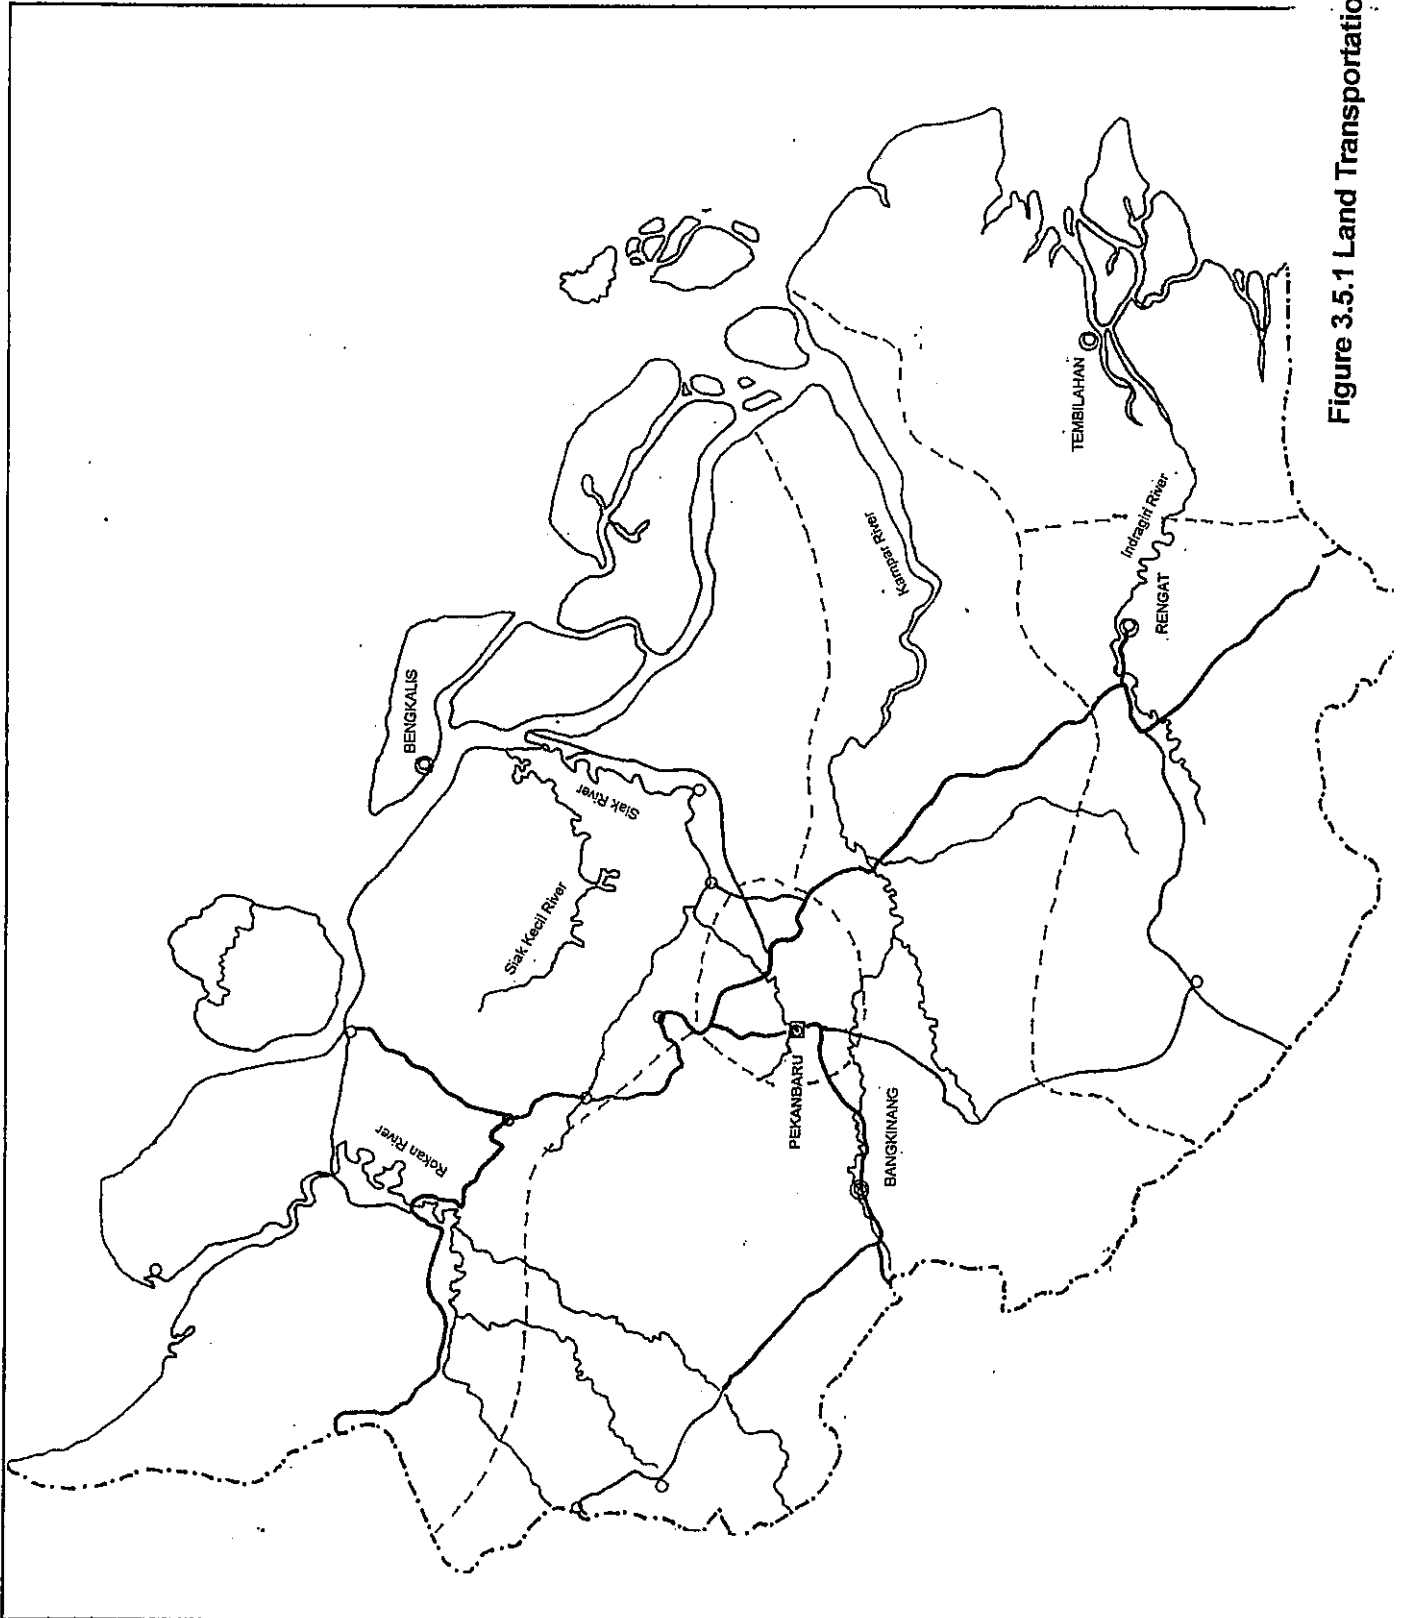 BENGKALIS
Siak River
Siak Kecil River
Rokan River
PEKANBARU
BANGKINANG
Kampar River
TEMBILAHAN
Indragiri River
RENGAT
Figure 3.5.1 Land Transportatio